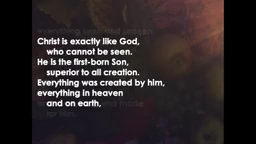 Christ is exactly like God,
who cannot be seen.
He is the first-born Son,
superior to all creation.
Everything was created by him,
everything in heaven
and on earth,